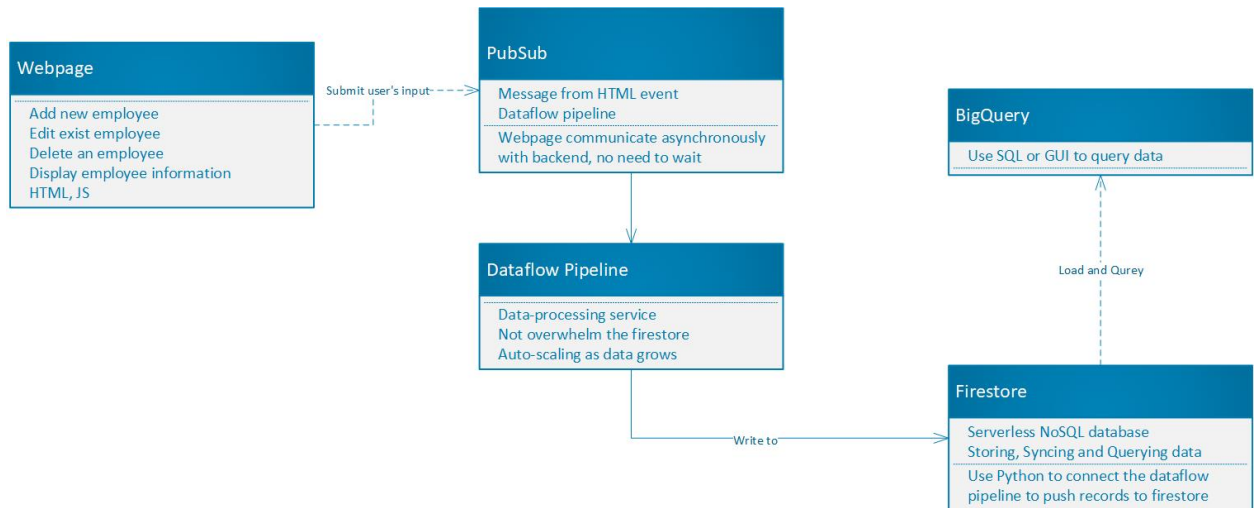 Webpage
Add new employee
Edit exist employee
Delete an employee
Display employee information
HTML, JS
Submit user's input
PubSub
Message from HTML event
Dataflow pipeline
Webpage communicate asynchronously
with backend, no need to wait
Dataflow Pipeline
Data-processing service
Not overwhelm the firestore
Auto-scaling as data grows
Write to
BigQuery
Use SQL or GUI to query data
Load and Qurey
Firestore
Serverless NoSQL database
Storing, Syncing and Querying data
Use Python to connect the dataflow
pipeline to push records to firestore